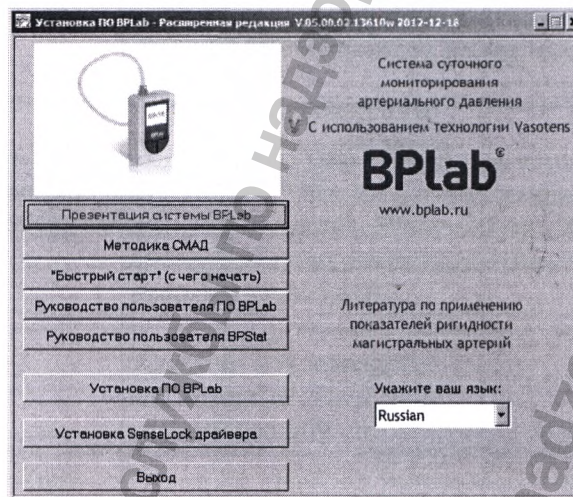 Установка ПО BPLab - Расширенная редакция V.05.00.02.13610w 2012-12-18
Система суточного
мониторирования
артериального давления
С использованием технологии Vasotens
BPLab®
www.bplab.ru
Презентация системы BPLab
Методика СМАД
"Быстрый старт" (с чего начать)
Руководство пользователя ПО BPLab
Руководство пользователя BPStat
Установка ПО BPLab
Установка SenseLock драйвера
Выход
Литература по применению
показателей ригидности
магистральных артерий
Укажите ваш язык:
Russian
службы по надзо